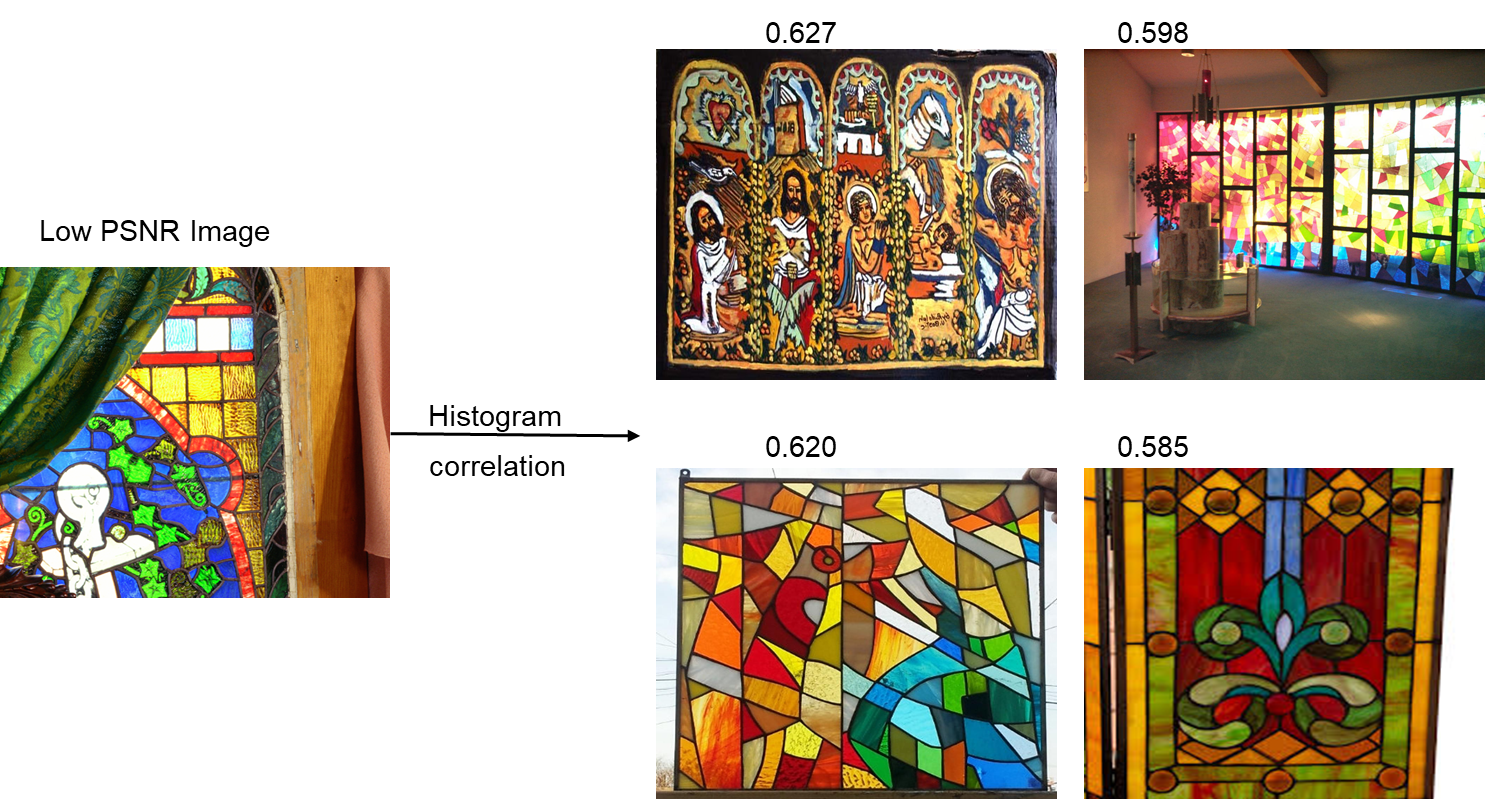 0.627
0.598
Low PSNR Image
Histogram
correlation
0.620
0.585